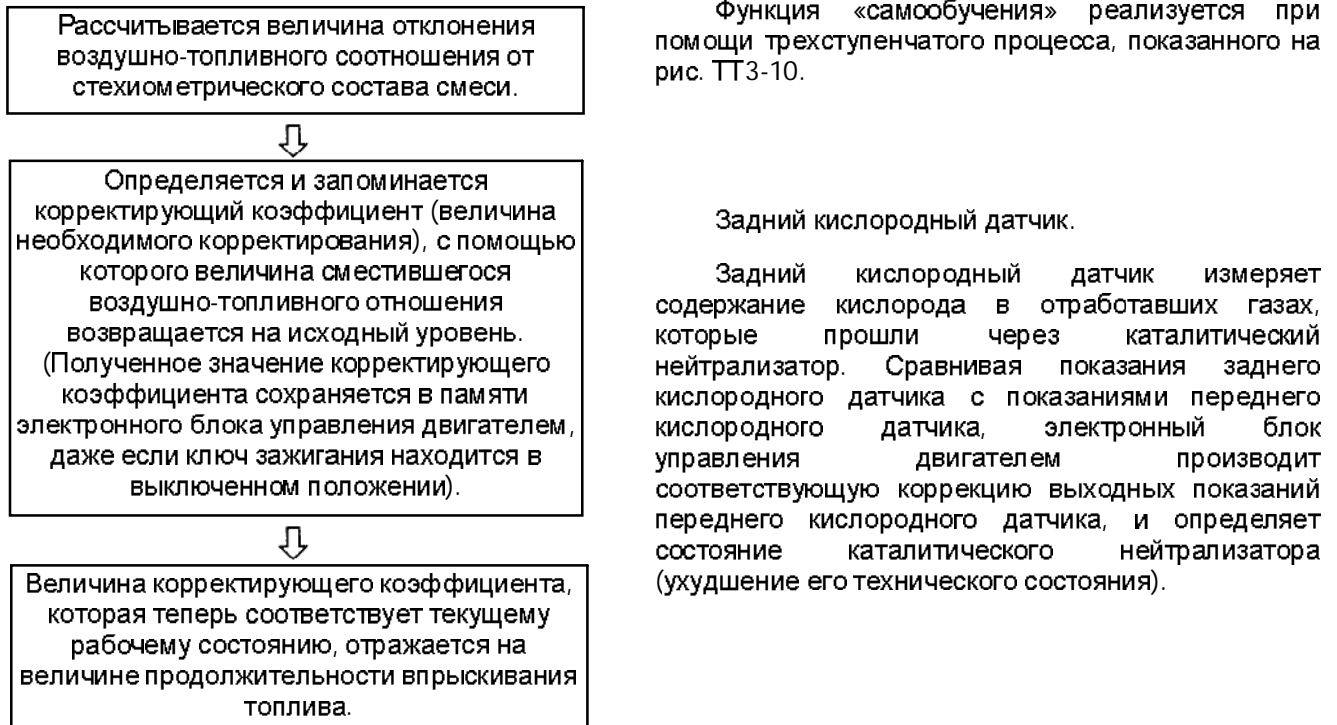 Рассчитывается величина отклонения
воздушно-топливного соотношения от
стехиометрического состава смеси.
Определяется и запоминается
корректирующий коэффициент (величина
необходимого корректирования), с помощью
которого величина сместившегося
воздушно-топливного отношения
возвращается на исходный уровень.
(Полученное значение корректирующего
коэффициента сохраняется в памяти
электронного блока управления двигателем,
даже если ключ зажигания находится в
выключенном положении).
Величина корректирующего коэффициента,
которая теперь соответствует текущему
рабочему состоянию, отражается на
величине продолжительности впрыскивания
топлива.
Функция «самообучения» реализуется при
помощи трехступенчатого процесса, показанного на
рис. ТТ3-10.
Задний кислородный датчик.
Задний кислородный датчик измеряет
содержание кислорода в отработавших газах,
которые прошли через каталитический
нейтрализатор. Сравнивая показания заднего
кислородного датчика с показаниями переднего
кислородного датчика, электронный блок
управления двигателем производит
соответствующую коррекцию выходных показаний
переднего кислородного датчика, и определяет
состояние каталитического нейтрализатора
(ухудшение его технического состояния).